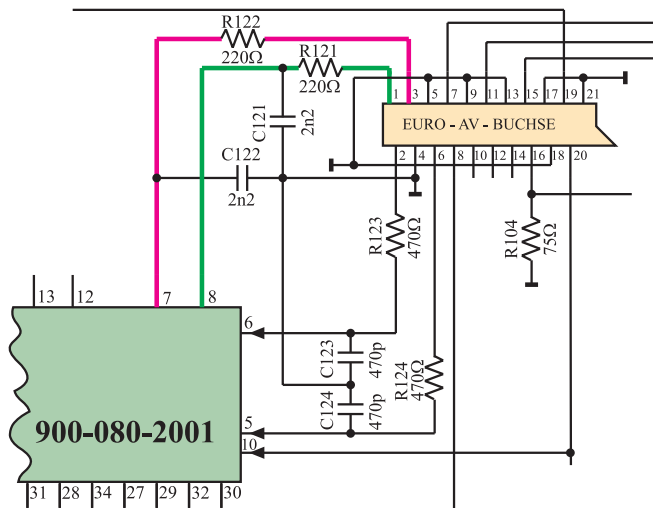 R122
220Ω
R121
220Ω
C121
2n2
C122
2n2
1 3 5 7 9 11 13 15 17 19 21
EURO - AV - BUCHSE
2 4 6 8 10 12 14 16 18 20
R123
470Ω
R104
75Ω
13 12 7 8
6
C123
470p
R124
470Ω
C124
470p
900-080-2001
5
10
31 28 34 27 29 32 30